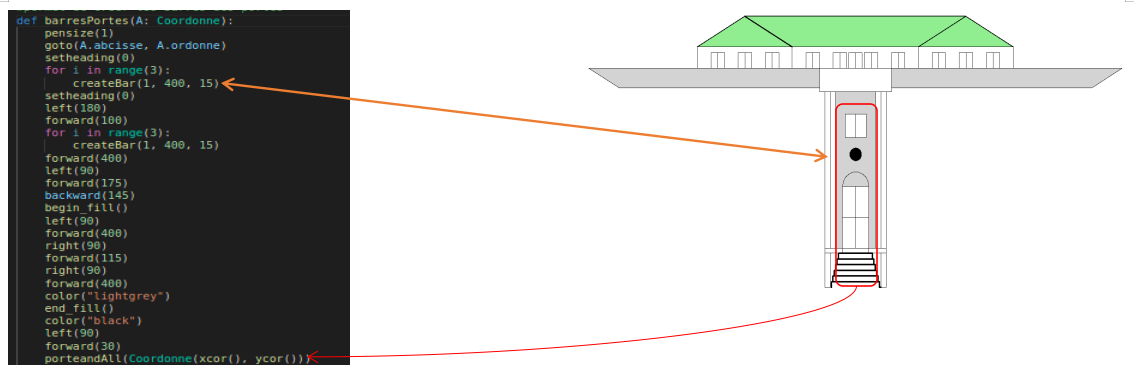 def barresPortes(A: Coordonne):
    pensize(1)
    goto(A.abcisse, A.ordonne)
    setheading(0)
    for i in range(3):
        createBar(1, 400, 15)
    setheading(0)
    left(180)
    forward(100)
    for i in range(3):
        createBar(1, 400, 15)
    forward(400)
    left(90)
    forward(175)
    backward(145)
    begin_fill()
    left(90)
    forward(400)
    right(90)
    forward(115)
    right(90)
    forward(400)
    color("lightgrey")
    end_fill()
    color("black")
    left(90)
    forward(30)
    porteandAll(Coordonne(xcor(), ycor()))